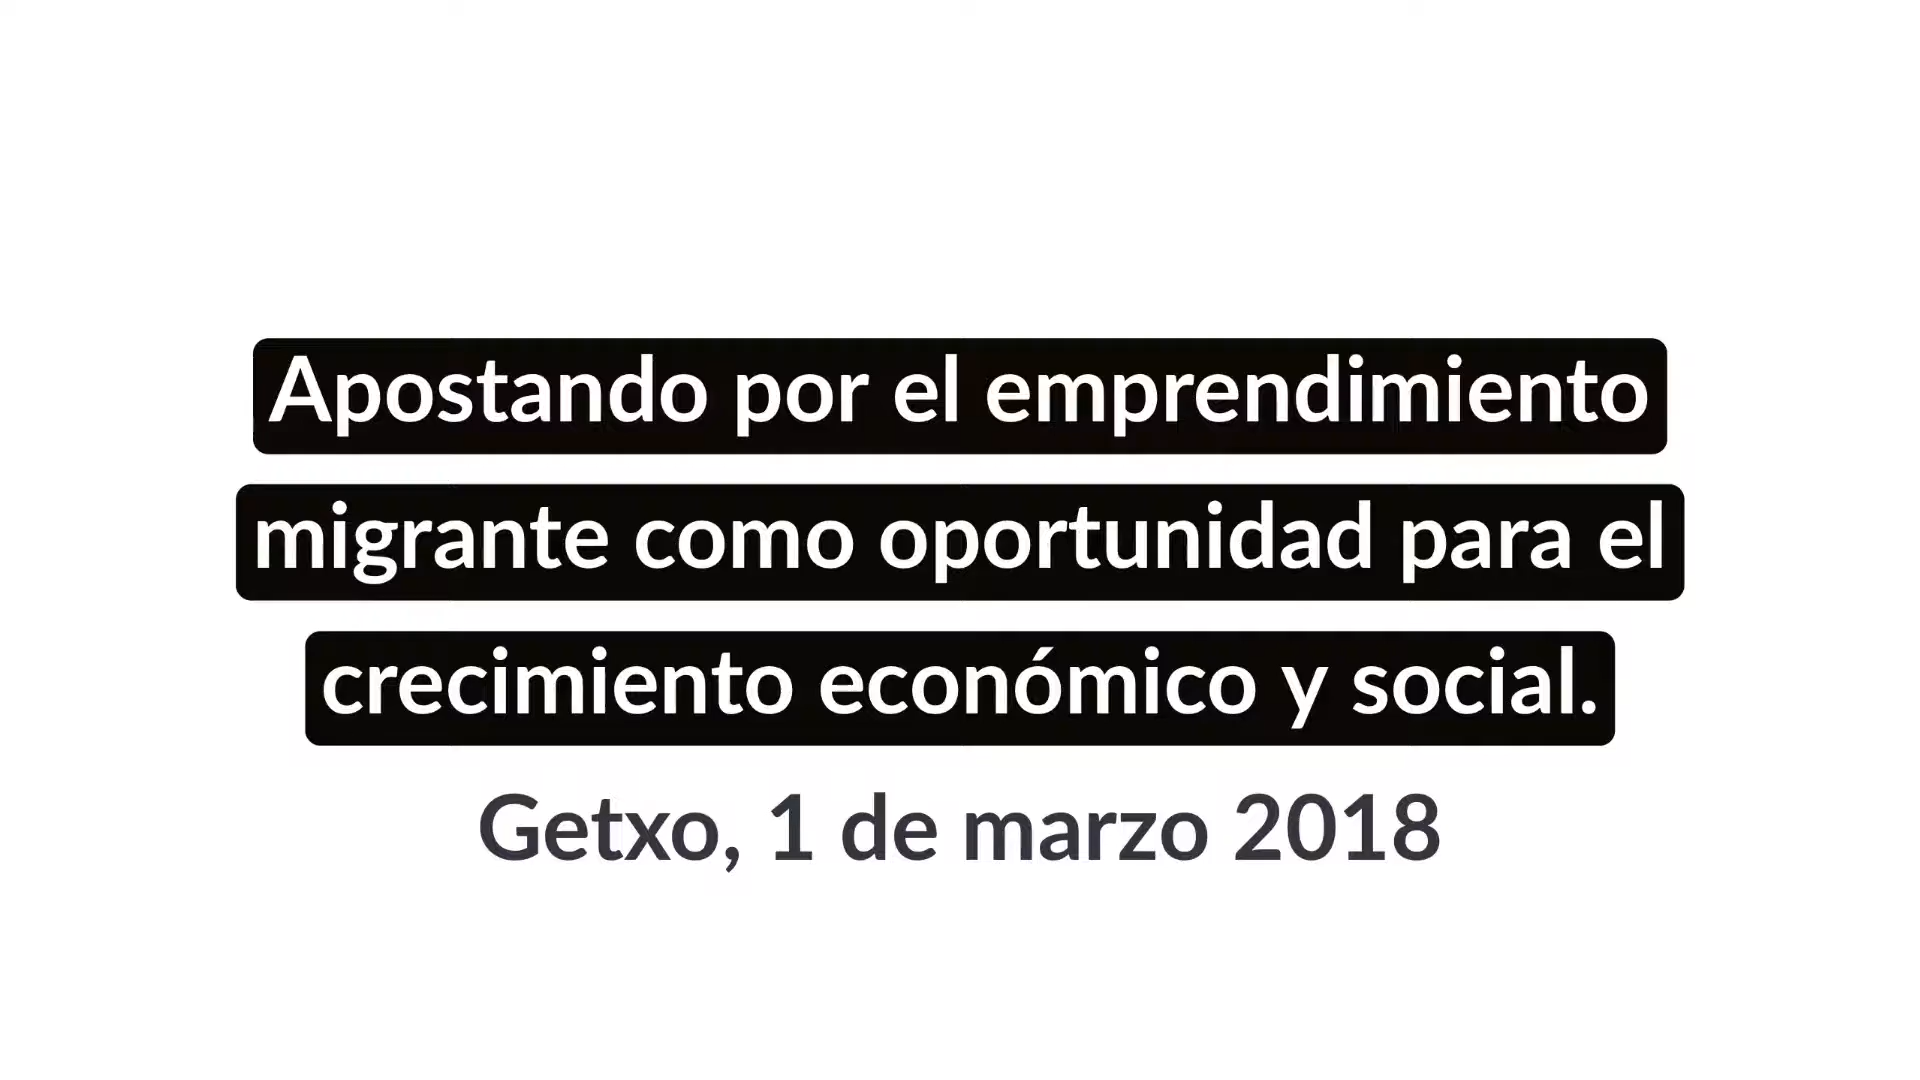 Apostando por el emprendimiento
migrante como oportunidad para el
crecimiento económico y social.
Getxo, 1 de marzo 2018